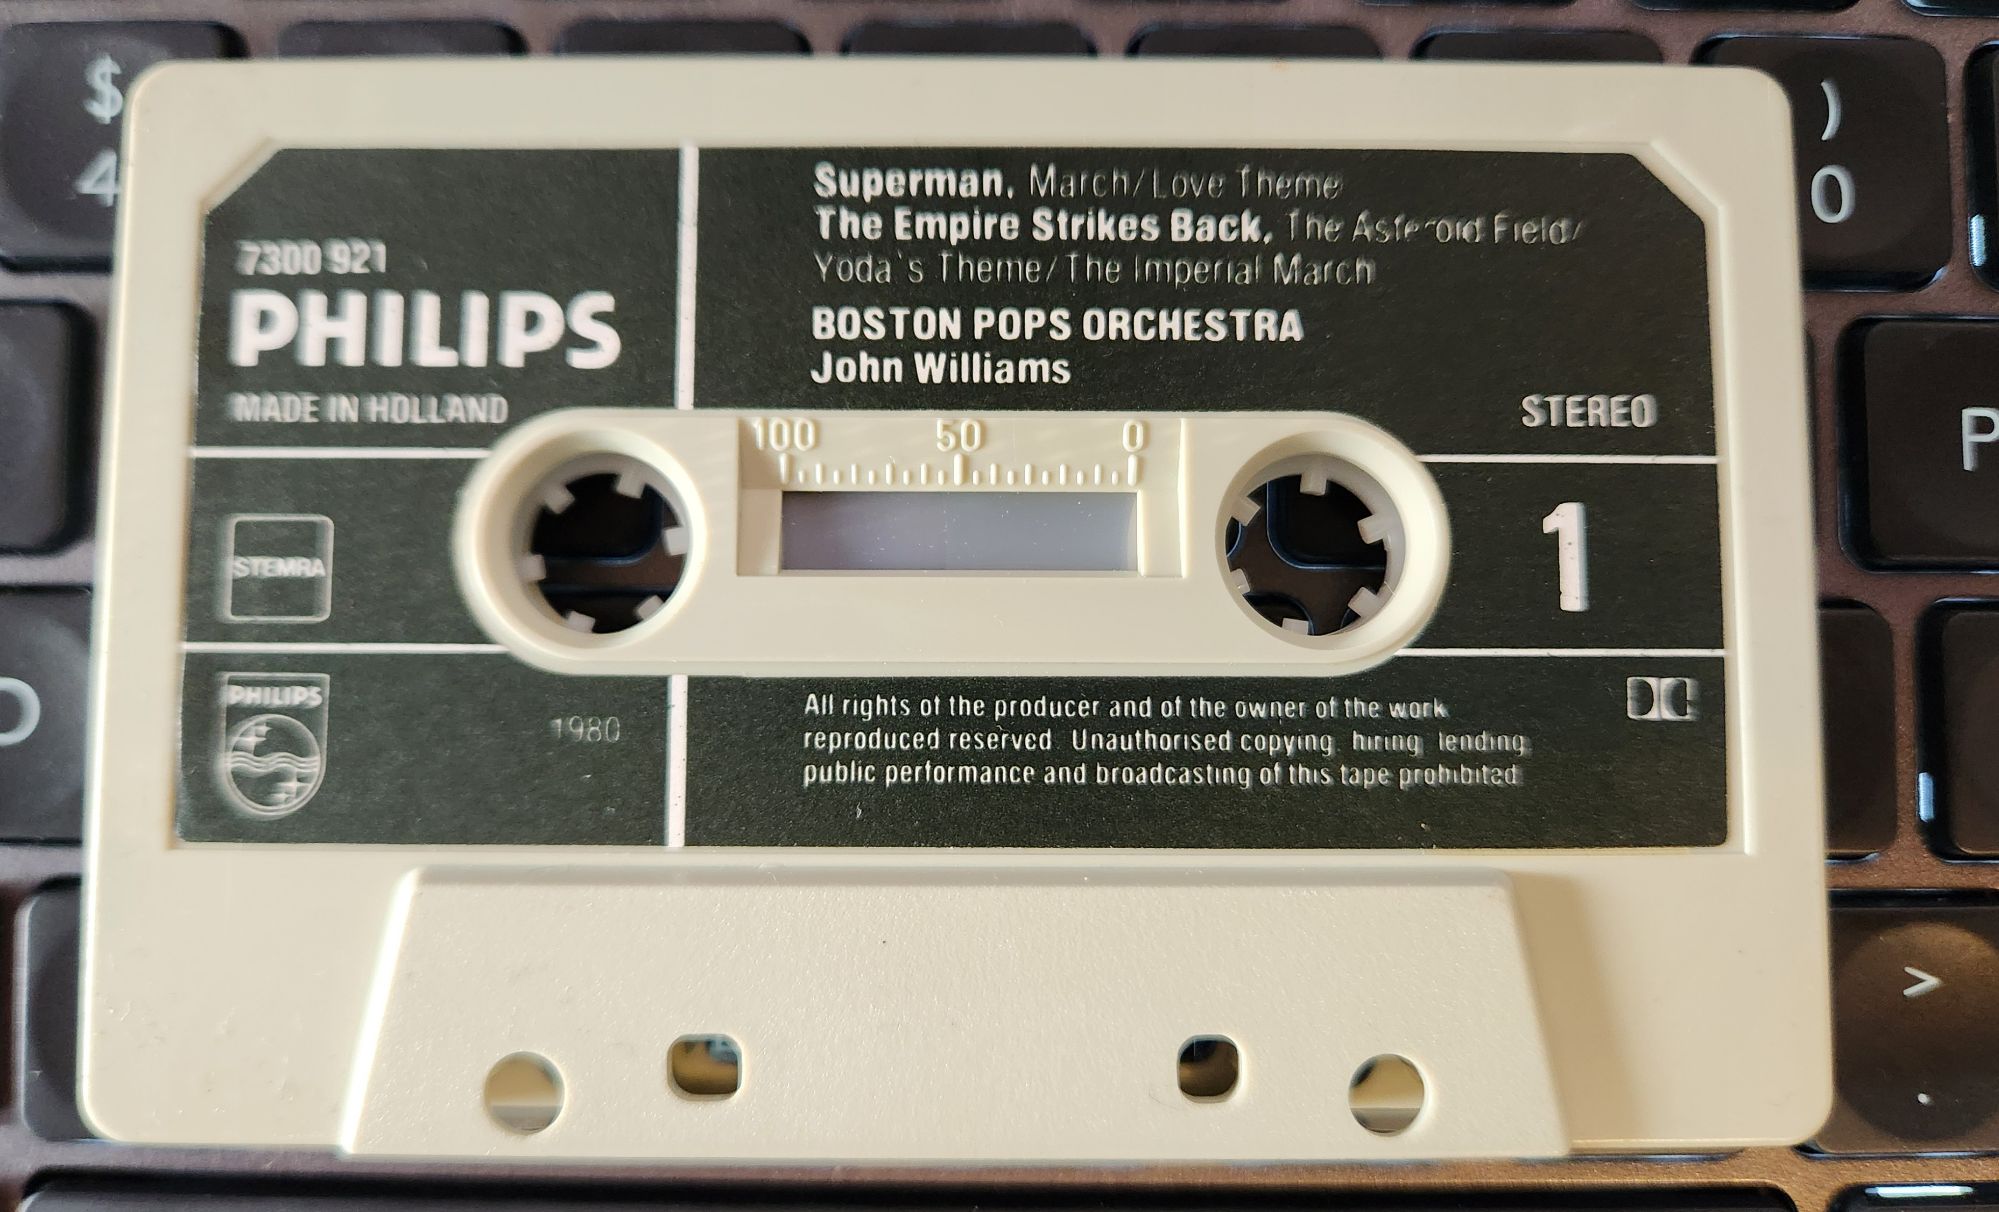 $
4
)
0
P
>
.
7300 921
PHILIPS
MADE IN HOLLAND
Superman, March/Love Theme
The Empire Strikes Back, The Asteroid Field/
Yoda's Theme/The Imperial March
BOSTON POPS ORCHESTRA
John Williams
STEREO
100 50 0
STEMRA
1
PHILIPS
1980
All rights of the producer and of the owner of the work
reproduced reserved Unauthorised copying hiring lending
public performance and broadcasting of this tape prohibited